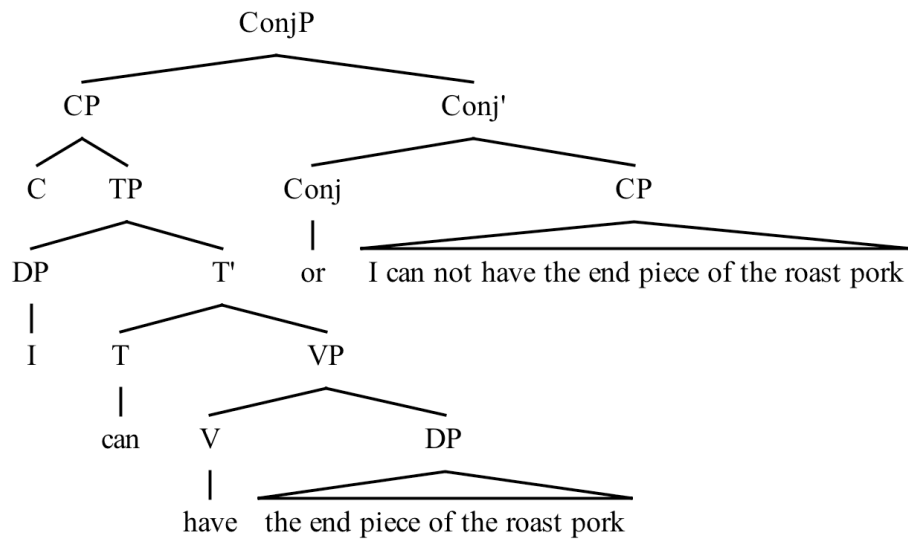 ConjP
CP Conj'
C TP Conj CP
DP T' or I can not have the end piece of the roast pork
I T VP
can V DP
have the end piece of the roast pork